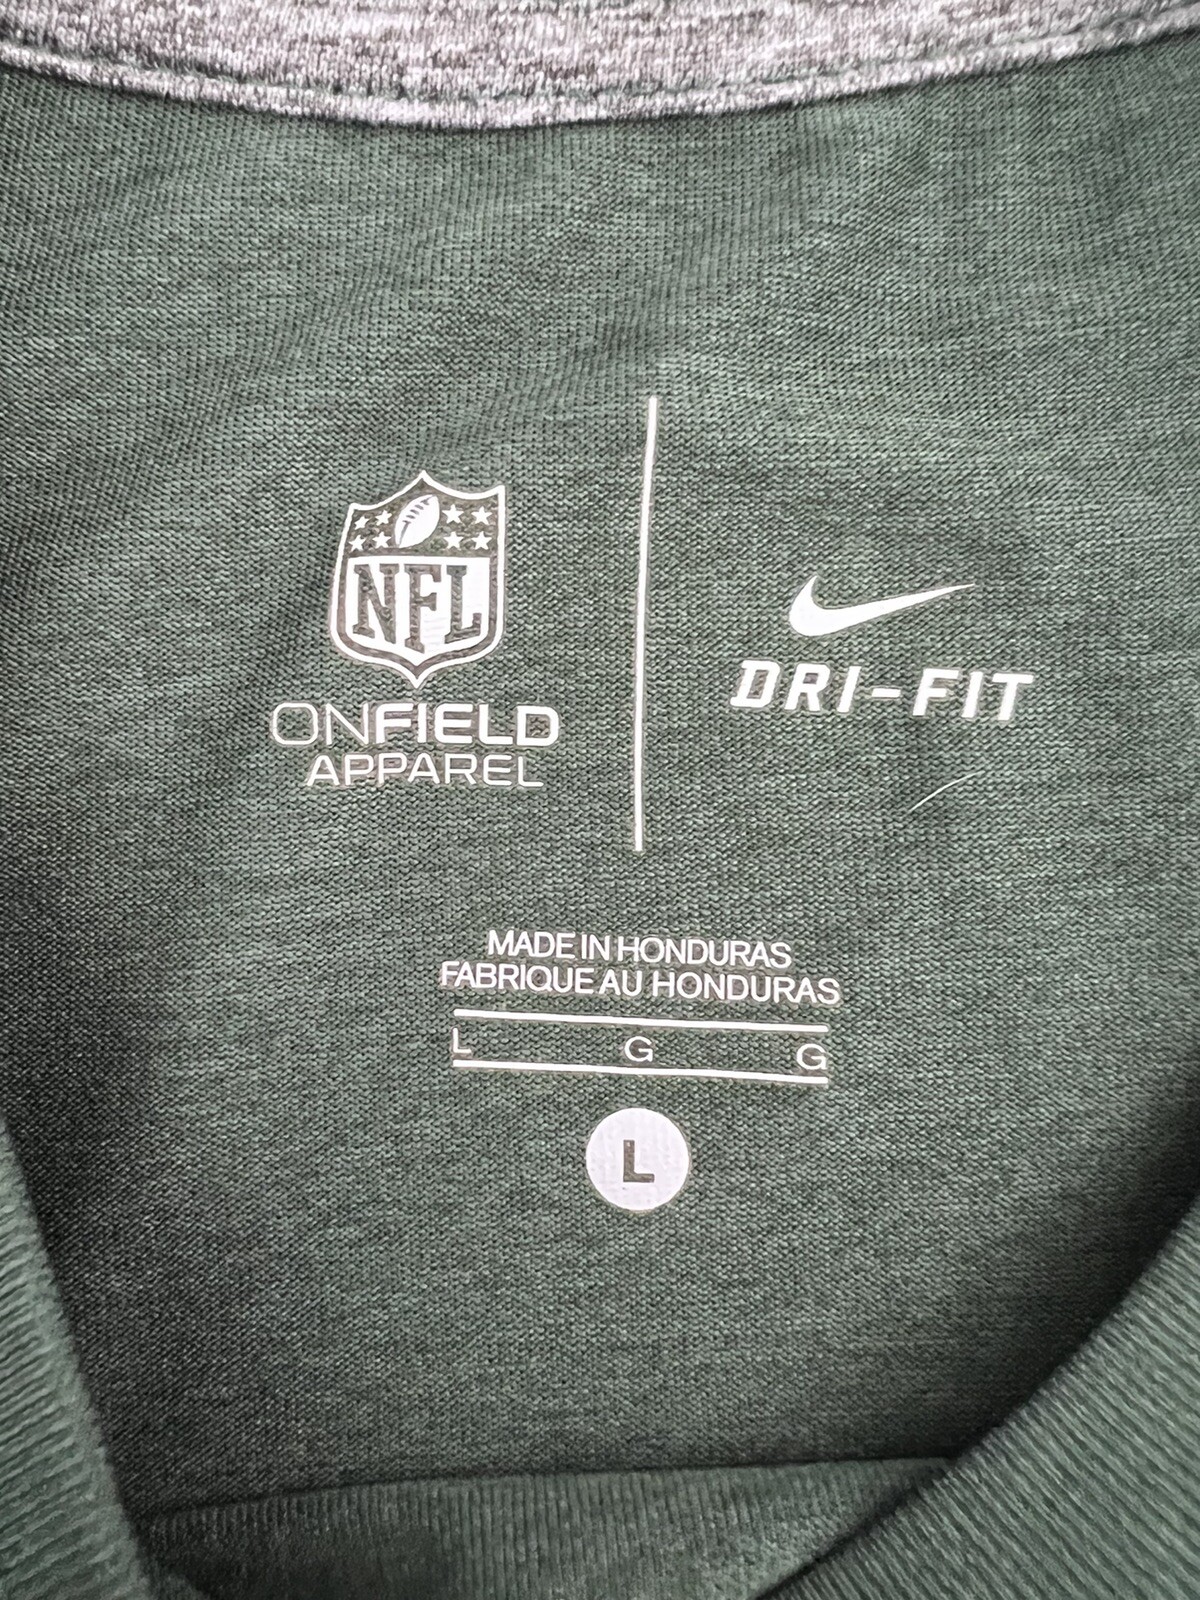 NFL
ONFIELD
APPAREL
DRI-FIT
MADE IN HONDURAS
FABRIQUE AU HONDURAS
L G G
L